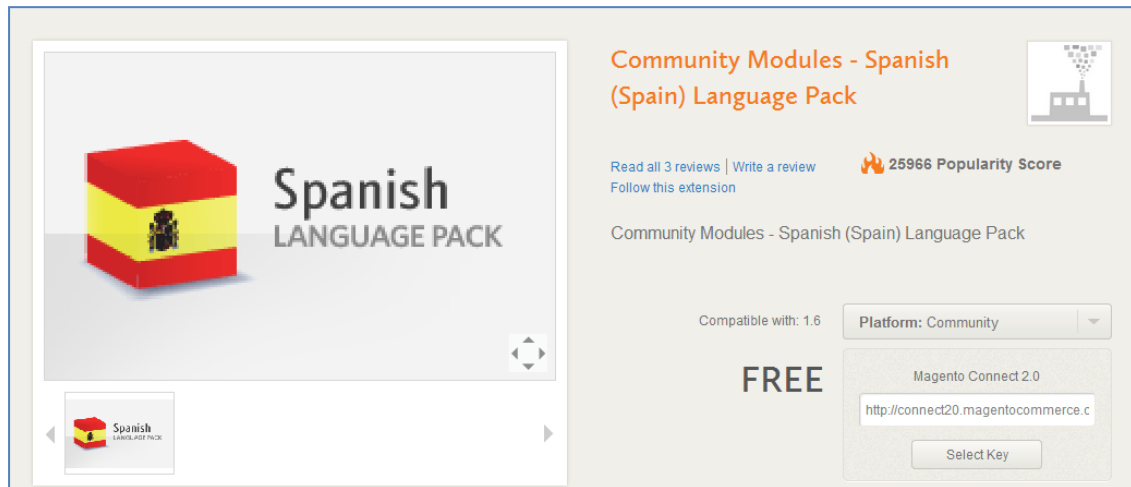 Community Modules - Spanish
(Spain) Language Pack
Spanish
LANGUAGE PACK
Read all 3 reviews | Write a review
25966 Popularity Score
Follow this extension
Community Modules - Spanish (Spain) Language Pack
Compatible with: 1.6
Platform: Community
FREE
Magento Connect 2.0
http://connect20.magentocommerce.c
Select Key
Spanish
LANGUAGE PACK